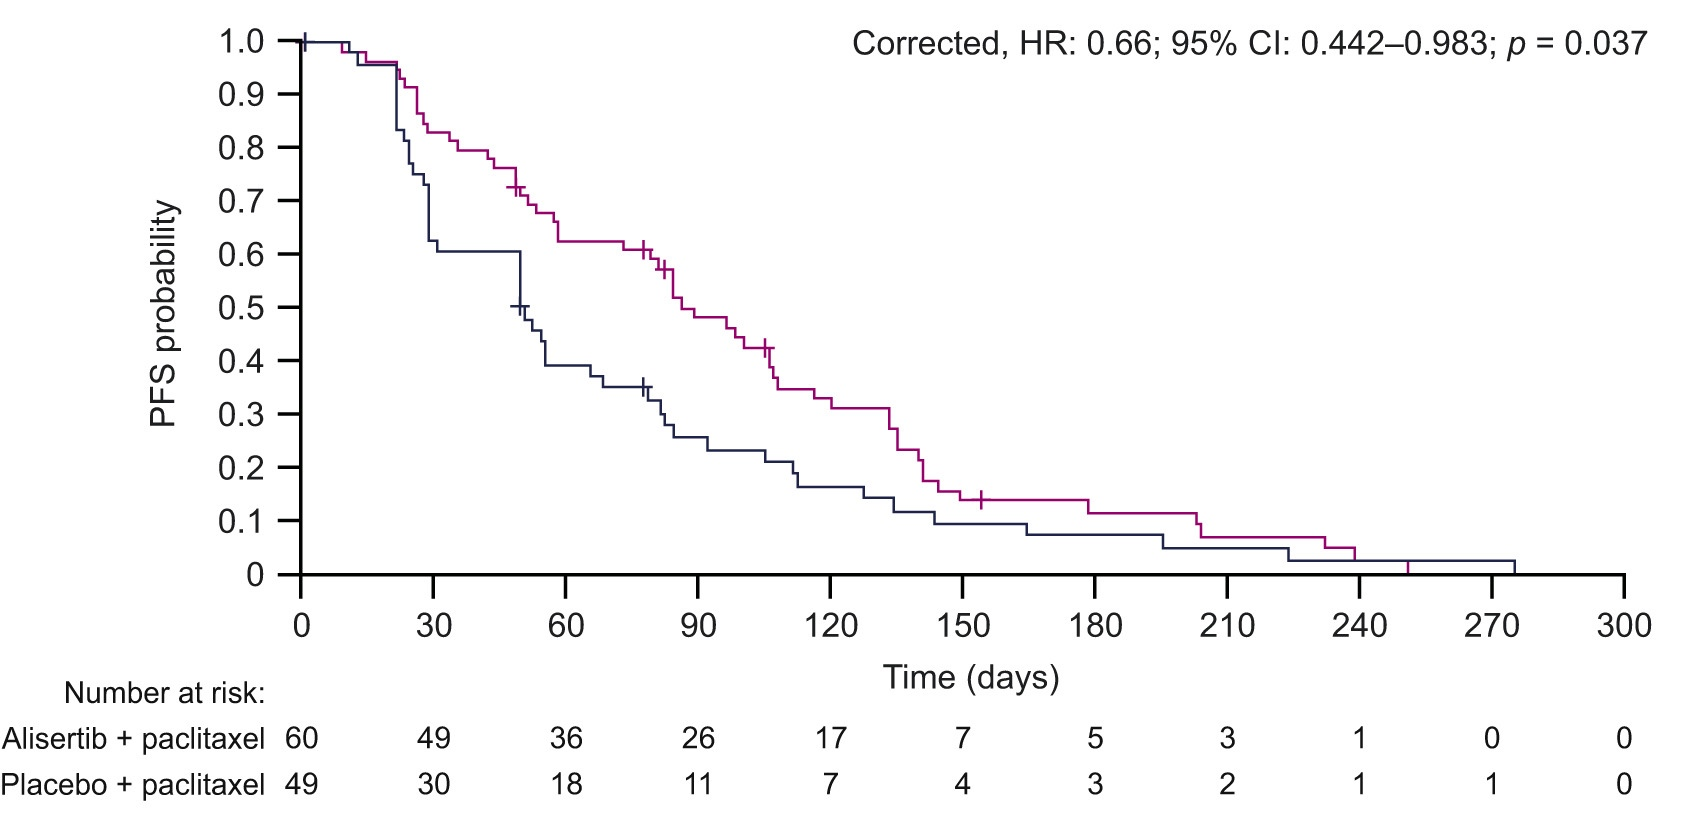 Corrected, HR: 0.66; 95% CI: 0.442–0.983; p = 0.037
PFS probability
1.0
0.9
0.8
0.7
0.6
0.5
0.4
0.3
0.2
0.1
0
0 30 60 90 120 150 180 210 240 270 300
Time (days)
Number at risk:
Alisertib + paclitaxel 60 49 36 26 17 7 5 3 1 0 0
Placebo + paclitaxel 49 30 18 11 7 4 3 2 1 1 0